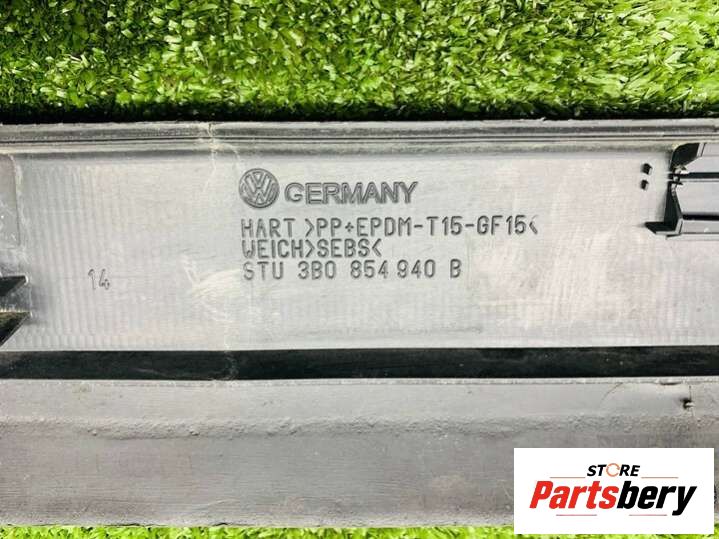 VW GERMANY
HART >PP+EPDM-T15-GF15<
WEICH>SEBS<
STU 3B0 854 940 B
14
STORE
Partsbery